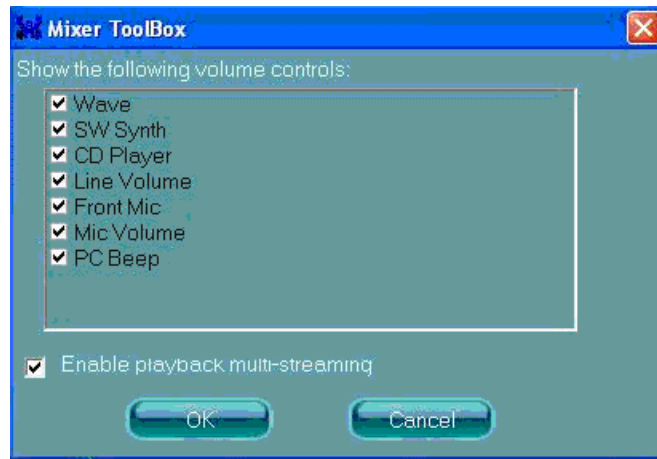 Mixer ToolBox
Show the following volume controls:
Wave
SW Synth
CD Player
Line Volume
Front Mic
Mic Volume
PC Beep
Enable playback multi-streaming
OK
Cancel